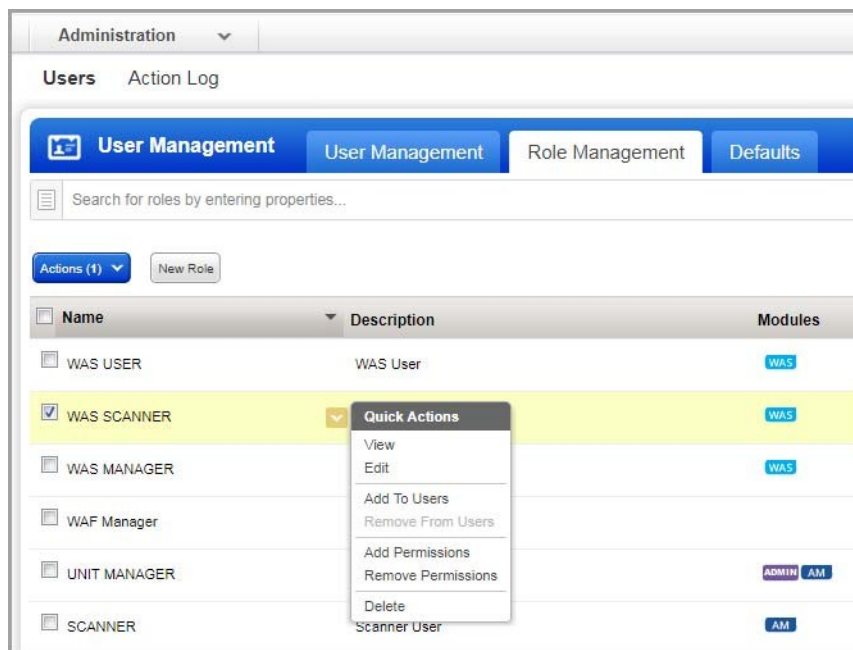 Administration
Users Action Log
User Management User Management Role Management Defaults
Search for roles by entering properties...
Actions (1) New Role
Name Description Modules
WAS USER WAS User WAS
WAS SCANNER Quick Actions WAS
View
Edit
WAS MANAGER WAS
Add To Users
Remove From Users
WAF Manager
Add Permissions
Remove Permissions
UNIT MANAGER ADMIN AM
Delete
SCANNER Scanner User AM